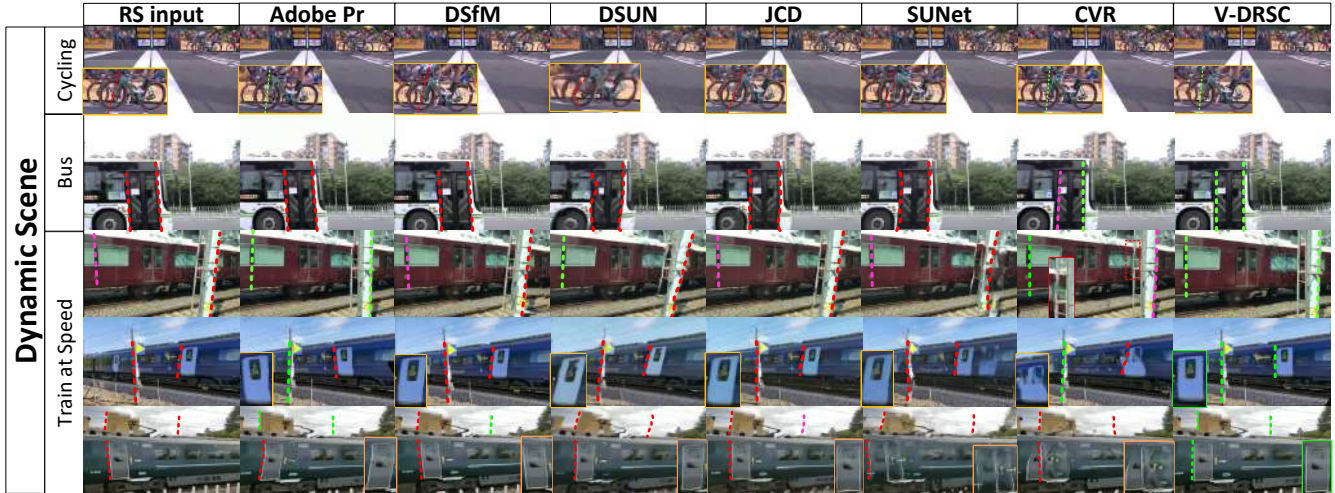 RS input Adobe Pr DSfM DSUN JCD SUNet CVR V-DRSC
Dynamic Scene
Cycling
Bus
Train at Speed